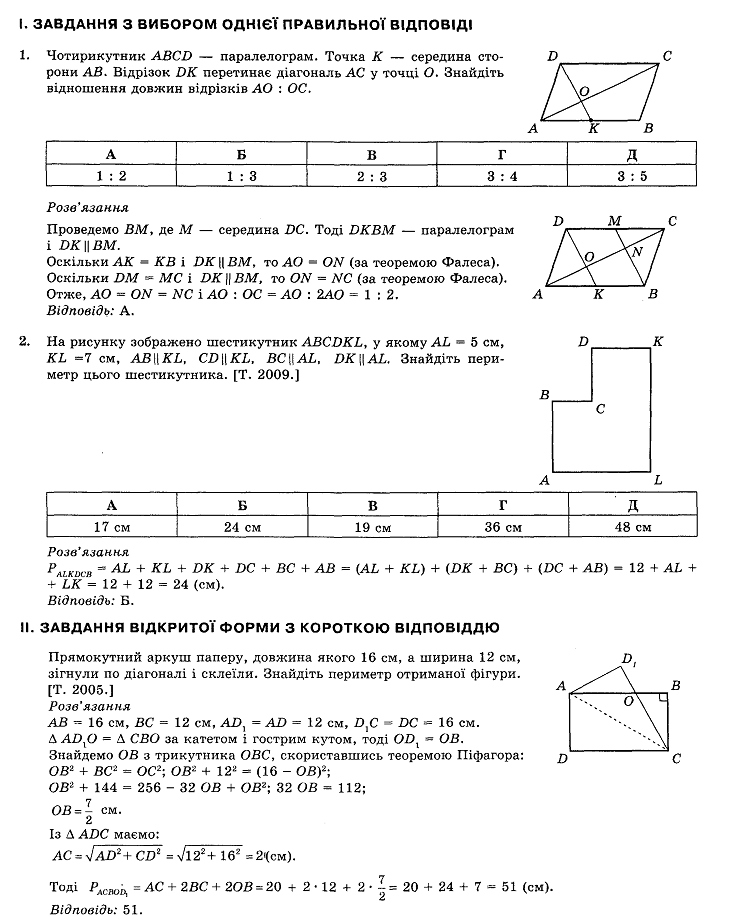 І. ЗАВДАННЯ З ВИБОРОМ ОДНІЄЇ ПРАВИЛЬНОЇ ВІДПОВІДІ
1. Чотирикутник ABCD — паралелограм. Точка K — середина сто-
рони AB. Відрізок DK перетинає діагональ AC у точці O. Знайдіть
відношення довжин відрізків AO : OC.
D C
O
A K B
А Б В Г Д
1 : 2 1 : 3 2 : 3 3 : 4 3 : 5
Розв'язання
Проведемо BM, де M — середина DC. Тоді DKBM — паралелограм
і DK || BM.
Оскільки AK = KB і DK || BM, то AO = ON (за теоремою Фалеса).
Оскільки DM = MC і DK || BM, то ON = NC (за теоремою Фалеса).
Отже, AO = ON = NC і AO : OC = AO : 2AO = 1 : 2.
Відповідь: А.
D M C
O N
A K B
2. На рисунку зображено шестикутник ABCDKL, у якому AL = 5 см,
KL =7 см, AB || KL, CD || KL, BC || AL, DK || AL. Знайдіть пери-
метр цього шестикутника. [Т. 2009.]
D K
B
C
A L
А Б В Г Д
17 см 24 см 19 см 36 см 48 см
Розв'язання
P_ALKDCB = AL + KL + DK + DC + BC + AB = (AL + KL) + (DK + BC) + (DC + AB) = 12 + AL +
+ LK = 12 + 12 = 24 (см).
Відповідь: Б.
ІІ. ЗАВДАННЯ ВІДКРИТОЇ ФОРМИ З КОРОТКОЮ ВІДПОВІДДЮ
Прямокутний аркуш паперу, довжина якого 16 см, а ширина 12 см,
зігнули по діагоналі і склеїли. Знайдіть периметр отриманої фігури.
[Т. 2005.]
Розв'язання
AB = 16 см, BC = 12 см, AD₁ = AD = 12 см, D₁C = DC = 16 см.
Δ AD₁O = Δ CBO за катетом і гострим кутом, тоді OD₁ = OB.
Знайдемо OB з трикутника OBC, скориставшись теоремою Піфагора:
OB² + BC² = OC²; OB² + 12² = (16 − OB)²;
OB² + 144 = 256 − 32 OB + OB²; 32 OB = 112;
OB = 7/2 см.
Із Δ ADC маємо:
AC = √AD² + CD² = √12² + 16² = 2 (см).
Тоді P_ACBOD₁ = AC + 2BC + 2OB = 20 + 2 · 12 + 2 · 7/2 = 20 + 24 + 7 = 51 (см).
Відповідь: 51.
D₁
A B
O
D C